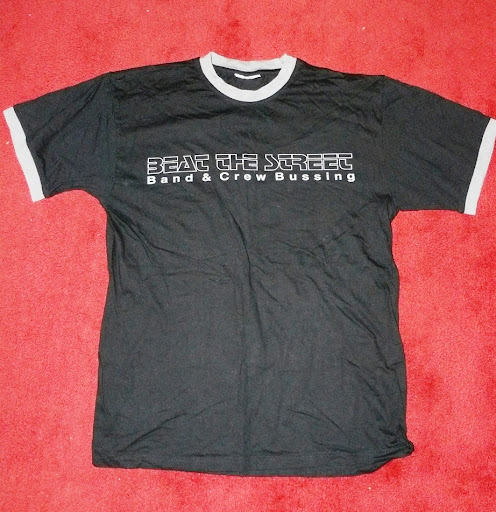 BEAT THE STREET
Band & Crew Bussing